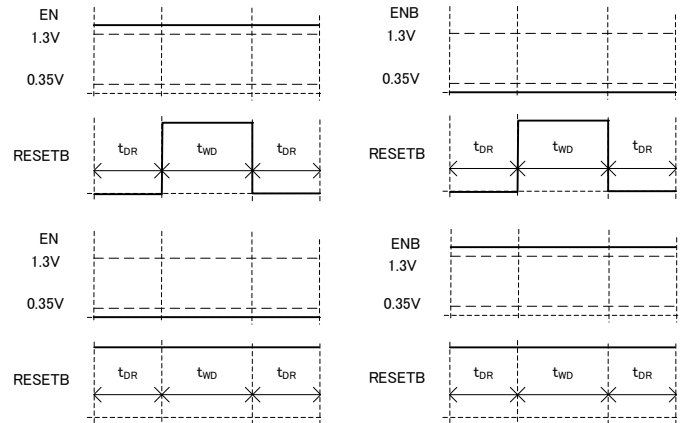 EN
1.3V
0.35V
RESETB
tDR
tWD
tDR
ENB
1.3V
0.35V
RESETB
tDR
tWD
tDR
EN
1.3V
0.35V
RESETB
tDR
tWD
tDR
ENB
1.3V
0.35V
RESETB
tDR
tWD
tDR